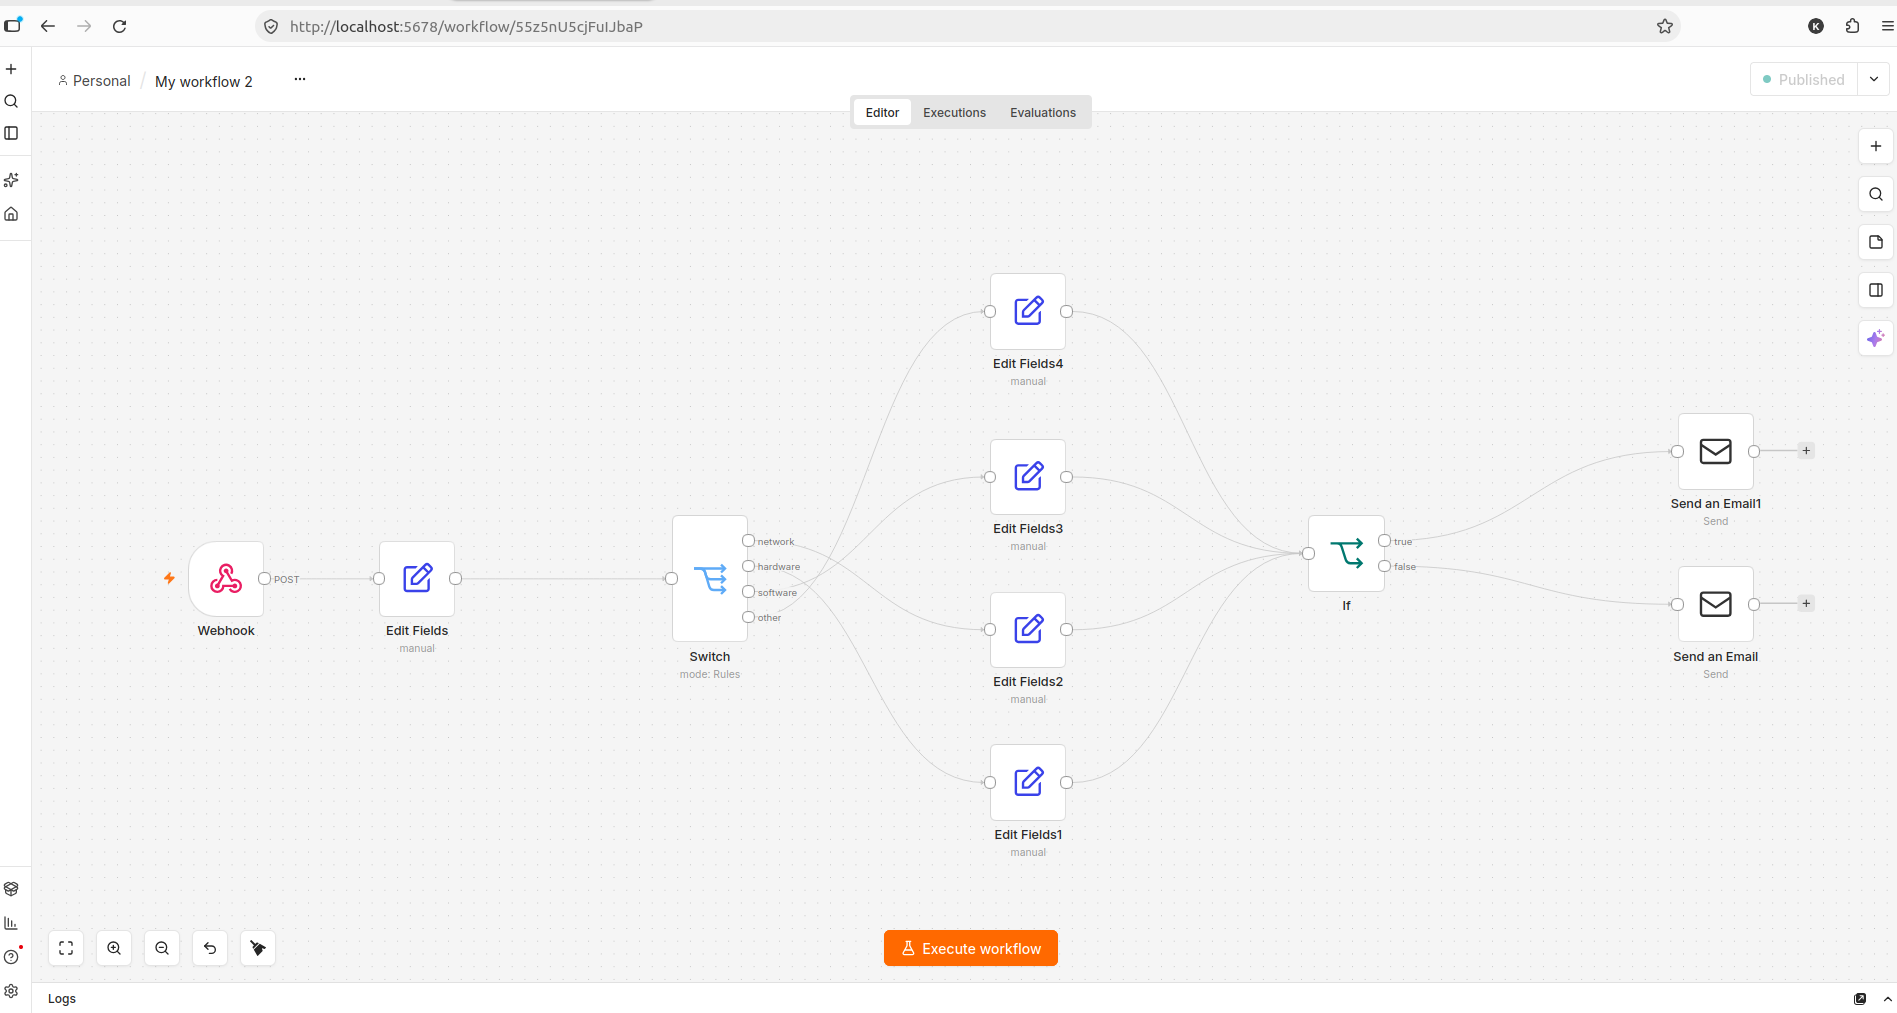 http://localhost:5678/workflow/55z5nU5cjFuIJbaP
K
Personal / My workflow 2
...
Published
Editor Executions Evaluations
Edit Fields4
manual
Edit Fields3
manual
Send an Email1
Send
network
hardware
software
other
true
false
POST
If
Webhook
Edit Fields
manual
Switch
mode: Rules
Send an Email
Send
Edit Fields2
manual
Edit Fields1
manual
Execute workflow
Logs